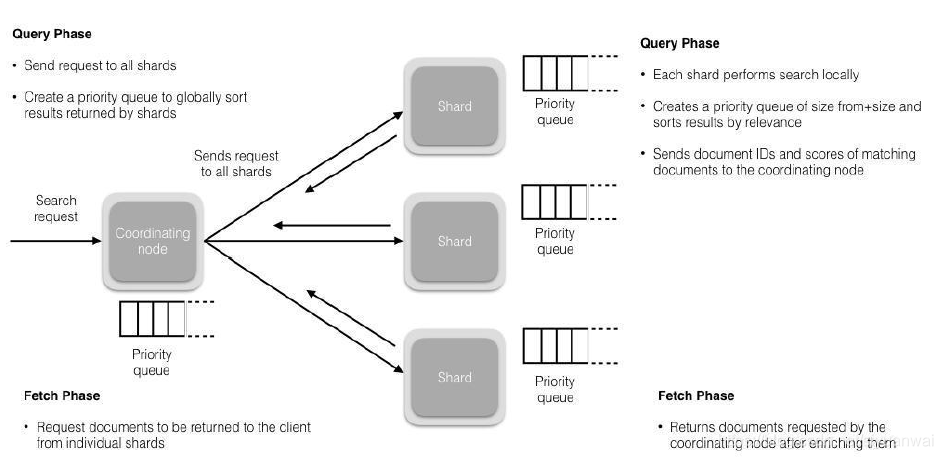 Query Phase
• Send request to all shards
• Create a priority queue to globally sort
results returned by shards
Search
request
Coordinating
node
Priority
queue
Sends request
to all shards
Shard
Priority
queue
Shard
Priority
queue
Shard
Priority
queue
Query Phase
• Each shard performs search locally
• Creates a priority queue of size from+size and
sorts results by relevance
• Sends document IDs and scores of matching
documents to the coordinating node
Fetch Phase
• Request documents to be returned to the client
from individual shards
Fetch Phase
• Returns documents requested by the
coordinating node after enriching them